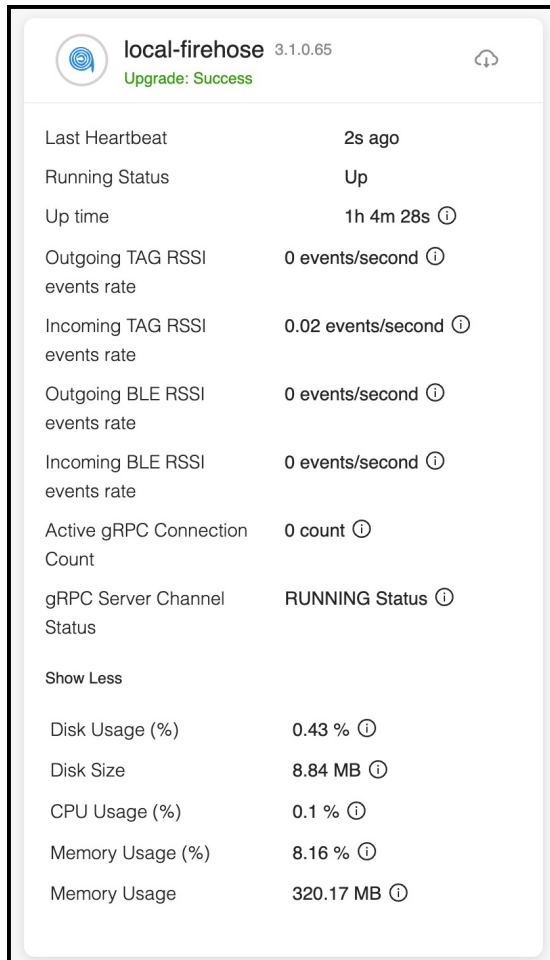 local-firehose 3.1.0.65
Upgrade: Success
Last Heartbeat 2s ago
Running Status Up
Up time 1h 4m 28s
Outgoing TAG RSSI 0 events/second
events rate
Incoming TAG RSSI 0.02 events/second
events rate
Outgoing BLE RSSI 0 events/second
events rate
Incoming BLE RSSI 0 events/second
events rate
Active gRPC Connection 0 count
Count
gRPC Server Channel RUNNING Status
Status
Show Less
Disk Usage (%) 0.43 %
Disk Size 8.84 MB
CPU Usage (%) 0.1 %
Memory Usage (%) 8.16 %
Memory Usage 320.17 MB